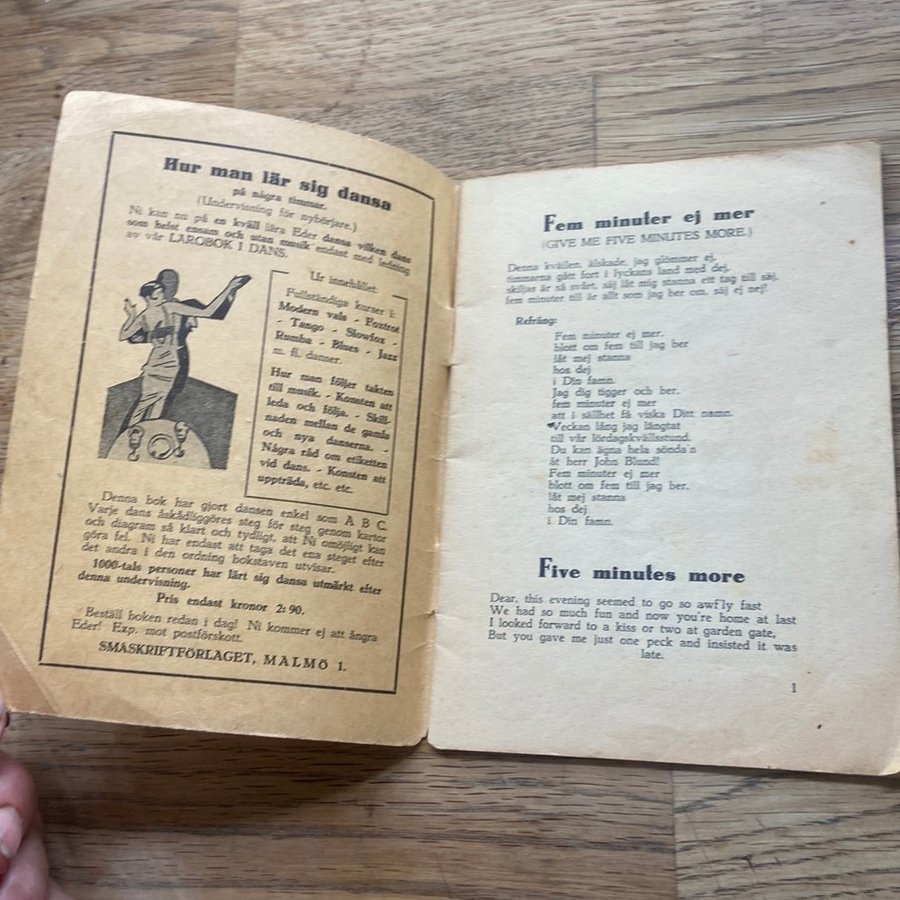 Hur man lär sig dansa
på några timmar.
(Undervisning för nybörjare.)
Ni kan nu på en kväll lära Eder dansa vilken dans
som helst ensam och utan musik endast med ledning
av vår LÄROBOK I DANS.
Ur innehållet:
Fullständiga kurser i:
Modern vals - Foxtrot
- Tango - Slowfox -
Rumba - Blues - Jazz
m. fl. danser.
Hur man följer takten
till musik. - Konsten att
leda och följa. - Skill-
naden mellan de gamla
och nya danserna. -
Några råd om etiketten
vid dans. - Konsten att
uppträda, etc. etc.
Denna bok har gjort dansen enkel som A B C.
Varje dans åskådliggöres steg för steg genom kartor
och diagram så klart och tydligt, att Ni omöjligt kan
göra fel. Ni har endast att taga det ena steget efter
det andra i den ordning bokstaven utvisar.
1000-tals personer har lärt sig dansa utmärkt efter
denna undervisning.
Pris endast kronor 2:90.
Beställ boken redan i dag! Ni kommer ej att ångra
Eder! Exp. mot postförskott.
SMÅSKRIFTFÖRLAGET, MALMÖ 1.
Fem minuter ej mer
(GIVE ME FIVE MINUTES MORE.)
Denna kvällen, älskade, jag glömmer ej,
timmarna gått fort i lyckans land med dej,
skiljas är så svårt, säj låt mig stanna ett tag till säj,
fem minuter till är allt som jag ber om, säj ej nej!
Refräng:
Fem minuter ej mer,
blott om fem till jag ber
låt mej stanna
hos dej
i Din famn.
Jag dig tigger och ber,
fem minuter ej mer
att i sällhet få viska Ditt namn.
Veckan lång jag längtat
till vår lördagskvällsstund,
Du kan ägna hela sönda'n
åt herr John Blund!
Fem minuter ej mer
blott om fem till jag ber,
låt mej stanna
hos dej
i Din famn.
Five minutes more
Dear, this evening seemed to go so awf'ly fast
We had so much fun and now you're home at last
I looked forward to a kiss or two at garden gate,
But you gave me just one peck and insisted it was
late.
1